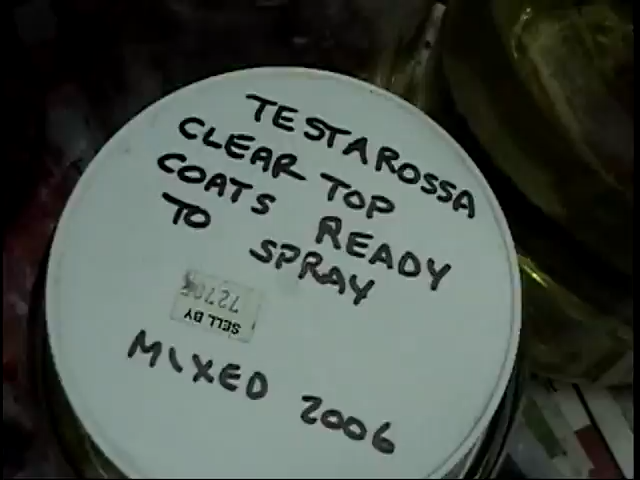 TESTAROSSA
CLEAR TOP
COATS READY
TO SPRAY
SELL BY
MIXED 2006